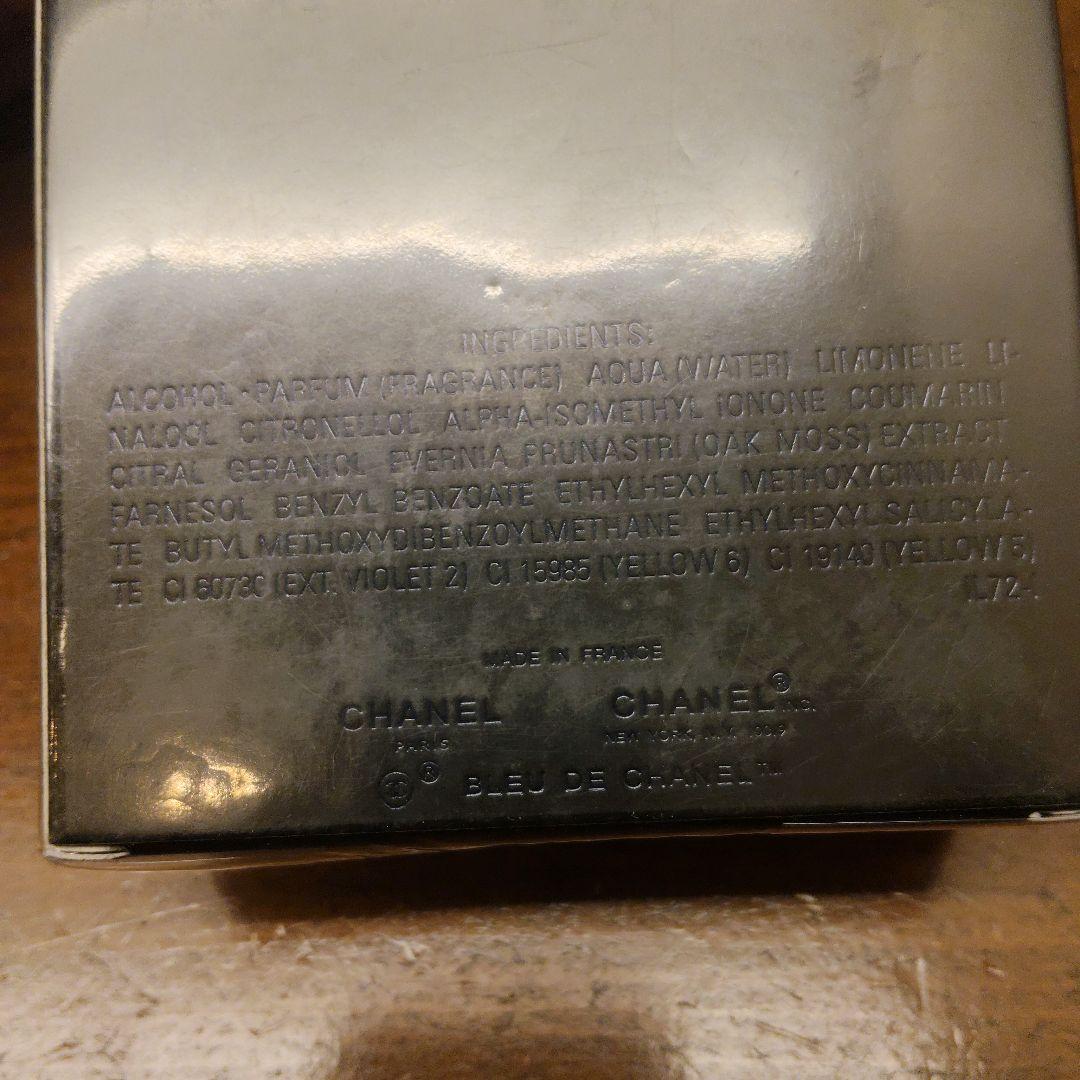 INGREDIENTS:
ALCOHOL · PARFUM (FRAGRANCE) AQUA (WATER) LIMONENE LI-
NALOOL CITRONELLOL ALPHA-ISOMETHYL IONONE COUMARIN
CITRAL GERANIOL EVERNIA PRUNASTRI (OAK MOSS) EXTRACT
FARNESOL BENZYL BENZOATE ETHYLHEXYL METHOXYCINNAMA-
TE BUTYL METHOXYDIBENZOYLMETHANE ETHYLHEXYL SALICYLA-
TE CI 60730 (EXT. VIOLET 2) CI 15985 (YELLOW 6) CI 19140 (YELLOW 5)
IL72-.
MADE IN FRANCE
CHANEL CHANEL® INC.
PARIS NEW YORK, N.Y. 10019
® BLEU DE CHANEL™